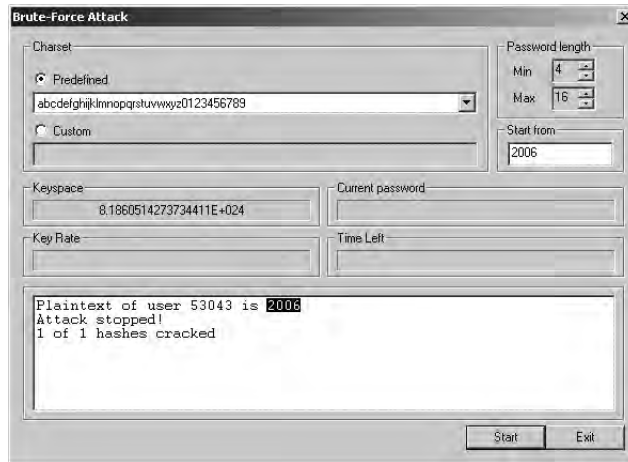 Brute-Force Attack
Charset
Predefined
abcdefghijklmnopqrstuvwxyz0123456789
Custom
Password length
Min 4
Max 16
Start from
2006
Keyspace
8.1860514273734411E+024
Current password
Key Rate
Time Left
Plaintext of user 53043 is 2006
Attack stopped!
1 of 1 hashes cracked
Start
Exit